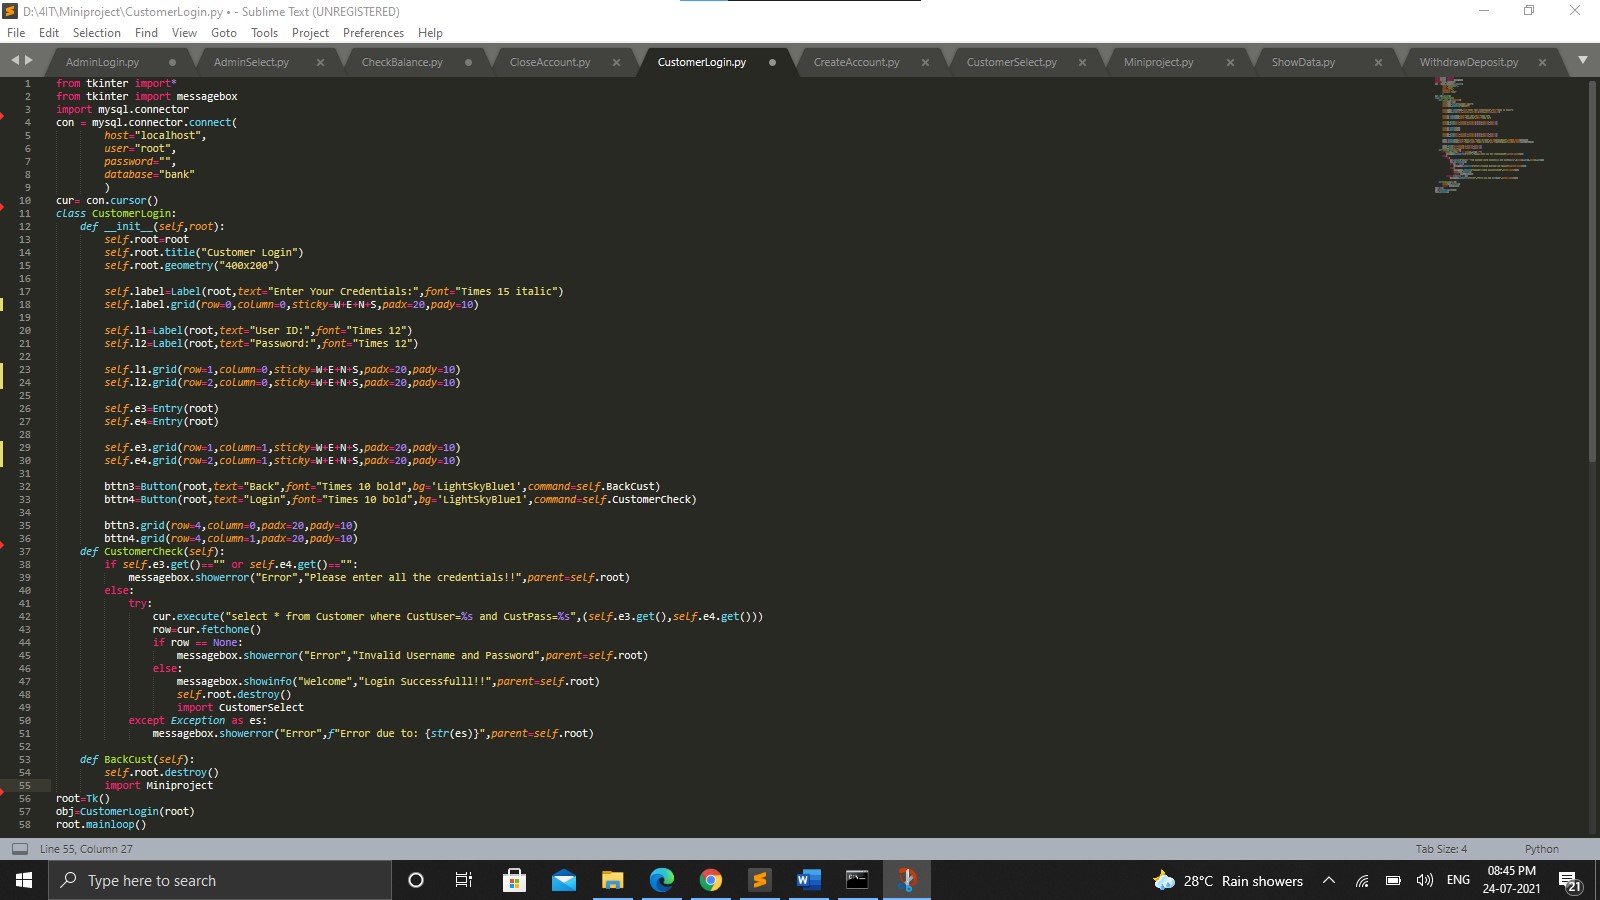 D:\4IT\Miniproject\CustomerLogin.py • - Sublime Text (UNREGISTERED)
File Edit Selection Find View Goto Tools Project Preferences Help
AdminLogin.py AdminSelect.py CheckBalance.py CloseAccount.py CustomerLogin.py CreateAccount.py CustomerSelect.py Miniproject.py ShowData.py WithdrawDeposit.py
1 from tkinter import*
2 from tkinter import messagebox
3 import mysql.connector
4 con = mysql.connector.connect(
5 host="localhost",
6 user="root",
7 password="",
8 database="bank"
9 )
10 cur= con.cursor()
11 class CustomerLogin:
12 def __init__(self,root):
13 self.root=root
14 self.root.title("Customer Login")
15 self.root.geometry("400x200")
16
17 self.label=Label(root,text="Enter Your Credentials:",font="Times 15 italic")
18 self.label.grid(row=0,column=0,sticky=W+E+N+S,padx=20,pady=10)
19
20 self.l1=Label(root,text="User ID:",font="Times 12")
21 self.l2=Label(root,text="Password:",font="Times 12")
22
23 self.l1.grid(row=1,column=0,sticky=W+E+N+S,padx=20,pady=10)
24 self.l2.grid(row=2,column=0,sticky=W+E+N+S,padx=20,pady=10)
25
26 self.e3=Entry(root)
27 self.e4=Entry(root)
28
29 self.e3.grid(row=1,column=1,sticky=W+E+N+S,padx=20,pady=10)
30 self.e4.grid(row=2,column=1,sticky=W+E+N+S,padx=20,pady=10)
31
32 bttn3=Button(root,text="Back",font="Times 10 bold",bg='LightSkyBlue1',command=self.BackCust)
33 bttn4=Button(root,text="Login",font="Times 10 bold",bg='LightSkyBlue1',command=self.CustomerCheck)
34
35 bttn3.grid(row=4,column=0,padx=20,pady=10)
36 bttn4.grid(row=4,column=1,padx=20,pady=10)
37 def CustomerCheck(self):
38 if self.e3.get()=="" or self.e4.get()=="":
39 messagebox.showerror("Error","Please enter all the credentials!!",parent=self.root)
40 else:
41 try:
42 cur.execute("select * from Customer where CustUser=%s and CustPass=%s",(self.e3.get(),self.e4.get()))
43 row=cur.fetchone()
44 if row == None:
45 messagebox.showerror("Error","Invalid Username and Password",parent=self.root)
46 else:
47 messagebox.showinfo("Welcome","Login Successfulll!!",parent=self.root)
48 self.root.destroy()
49 import CustomerSelect
50 except Exception as es:
51 messagebox.showerror("Error",f"Error due to: {str(es)}",parent=self.root)
52
53 def BackCust(self):
54 self.root.destroy()
55 import Miniproject
56 root=Tk()
57 obj=CustomerLogin(root)
58 root.mainloop()
Line 55, Column 27 Tab Size: 4 Python
Type here to search 28°C Rain showers ENG 08:45 PM
24-07-2021 21